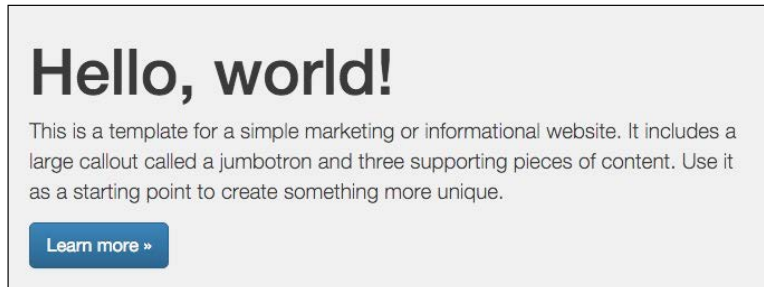 Hello, world!
This is a template for a simple marketing or informational website. It includes a
large callout called a jumbotron and three supporting pieces of content. Use it
as a starting point to create something more unique.
Learn more »